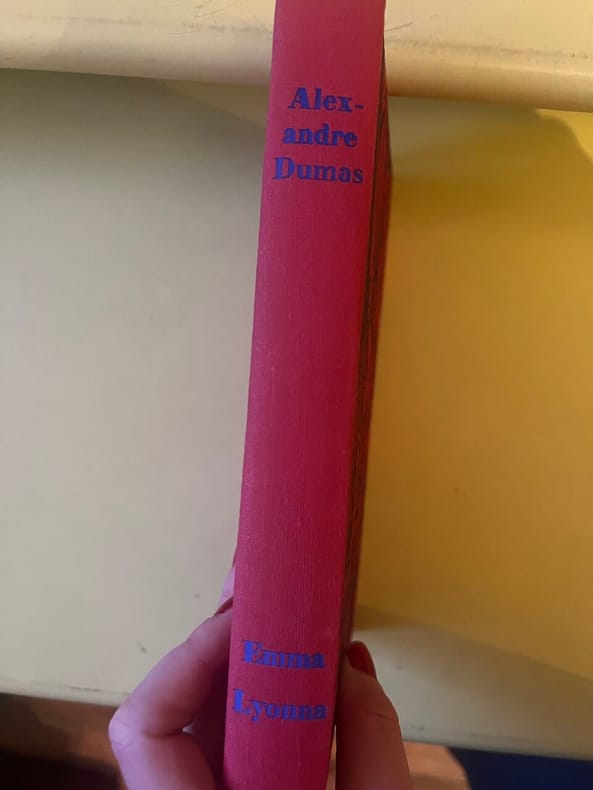 Alex-
andre
Dumas
Emma
Lyonna